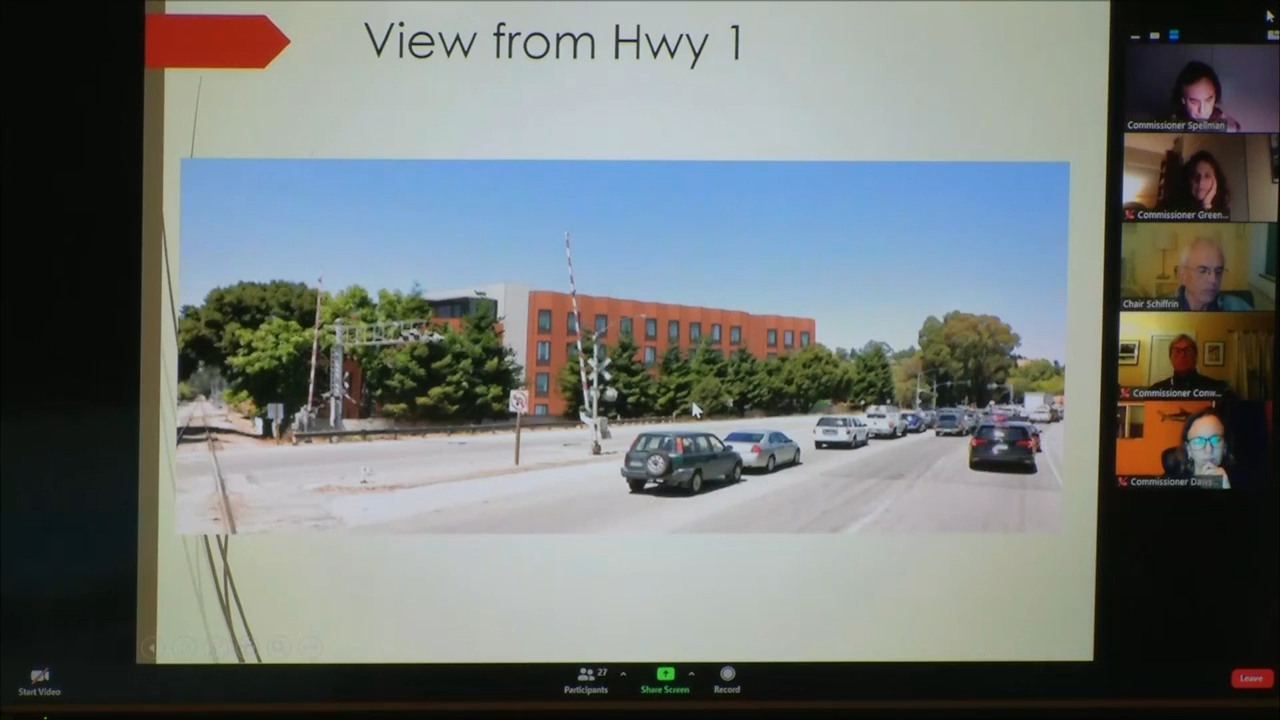 View from Hwy 1
Commissioner Spellman
Commissioner Green...
Chair Schiffrin
Commissioner Conw...
Commissioner Daws...
Start Video
27
Participants
Share Screen
Record
Leave